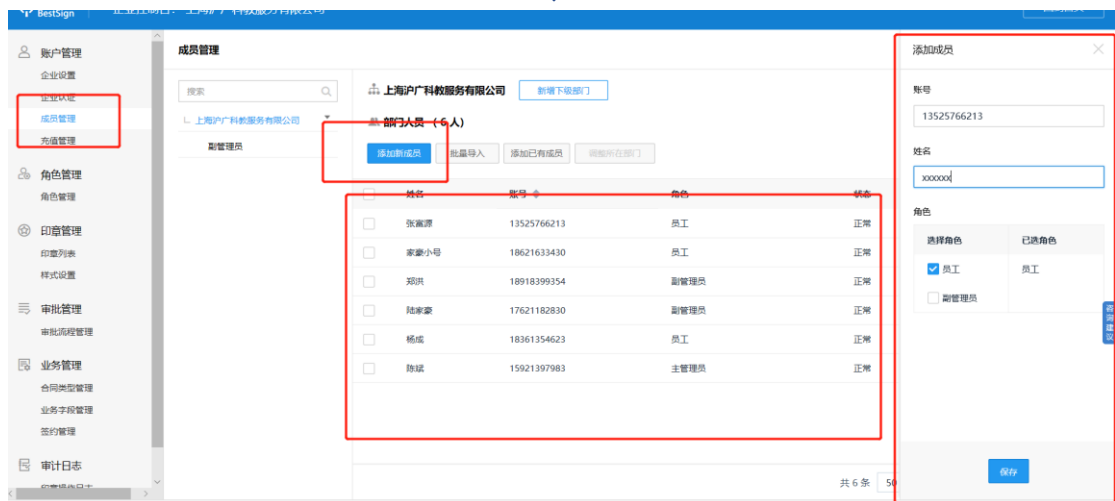 BestSign
成员管理
添加成员
账户管理
企业设置
企业认证
成员管理
充值管理
角色管理
角色管理
印章管理
印章列表
样式设置
审批管理
审批流程管理
业务管理
合同类型管理
业务字段管理
签约管理
审计日志
搜索
上海沪广科教服务有限公司
副管理员
上海沪广科教服务有限公司 新增下级部门
部门人员 (6人)
添加新成员 批量导入 添加已有成员 调整所在部门
姓名 账号 角色 状态
张富源 13525766213 员工 正常
家豪小号 18621633430 员工 正常
郑洪 18918399354 副管理员 正常
陆家豪 17621182830 副管理员 正常
杨成 18361354623 员工 正常
陈斌 15921397983 主管理员 正常
共 6 条 50
账号
13525766213
姓名
xxxxxx
角色
选择角色 已选角色
员工 员工
副管理员
咨询建议
保存